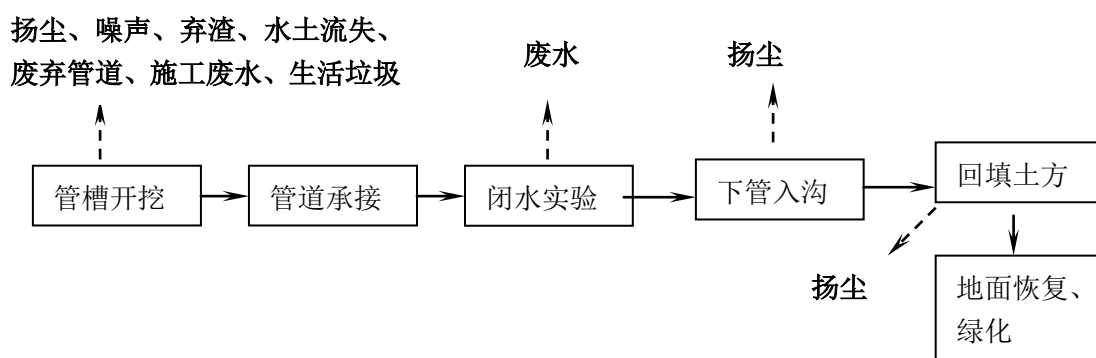 扬尘、噪声、弃渣、水土流失、
废弃管道、施工废水、生活垃圾
废水
扬尘
管槽开挖
管道承接
闭水实验
下管入沟
回填土方
扬尘
地面恢复、
绿化